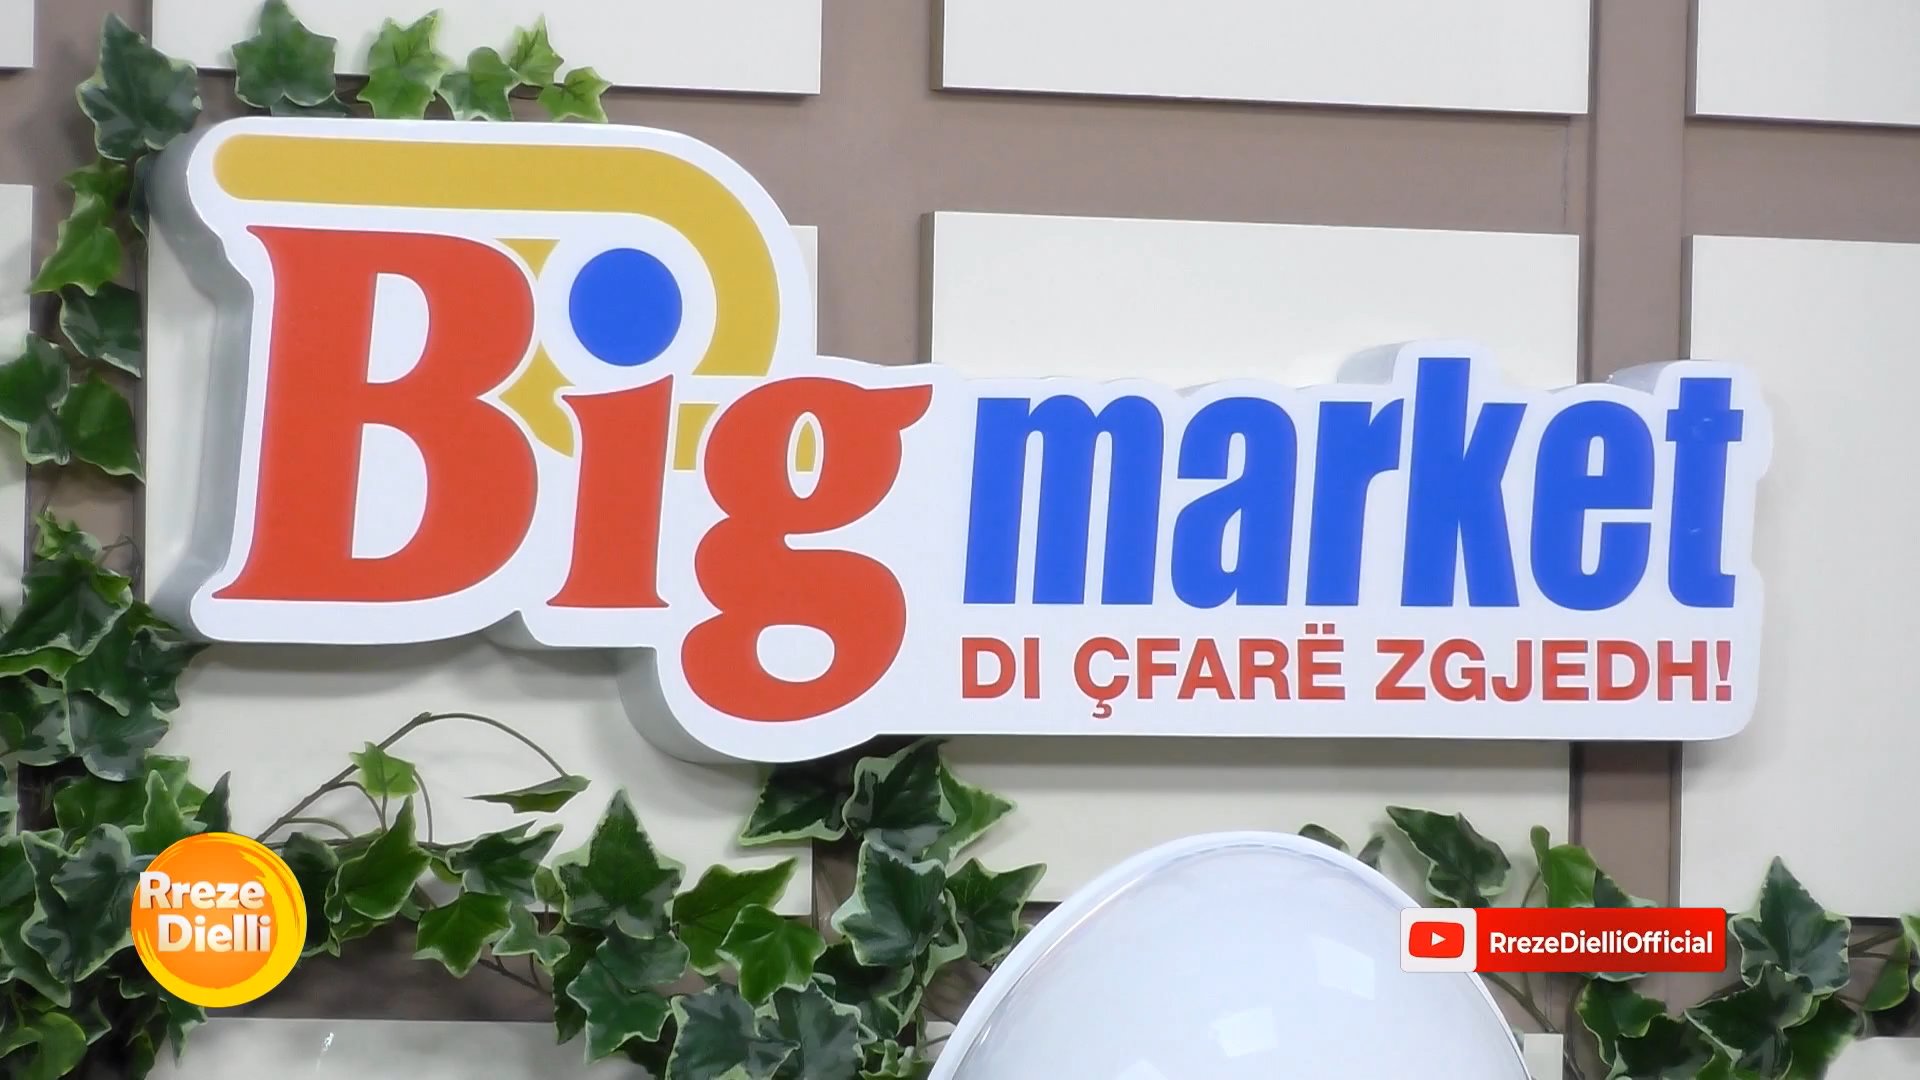 Big market
DI ÇFARË ZGJEDH!
Rreze
Dielli
RrezeDielliOfficial